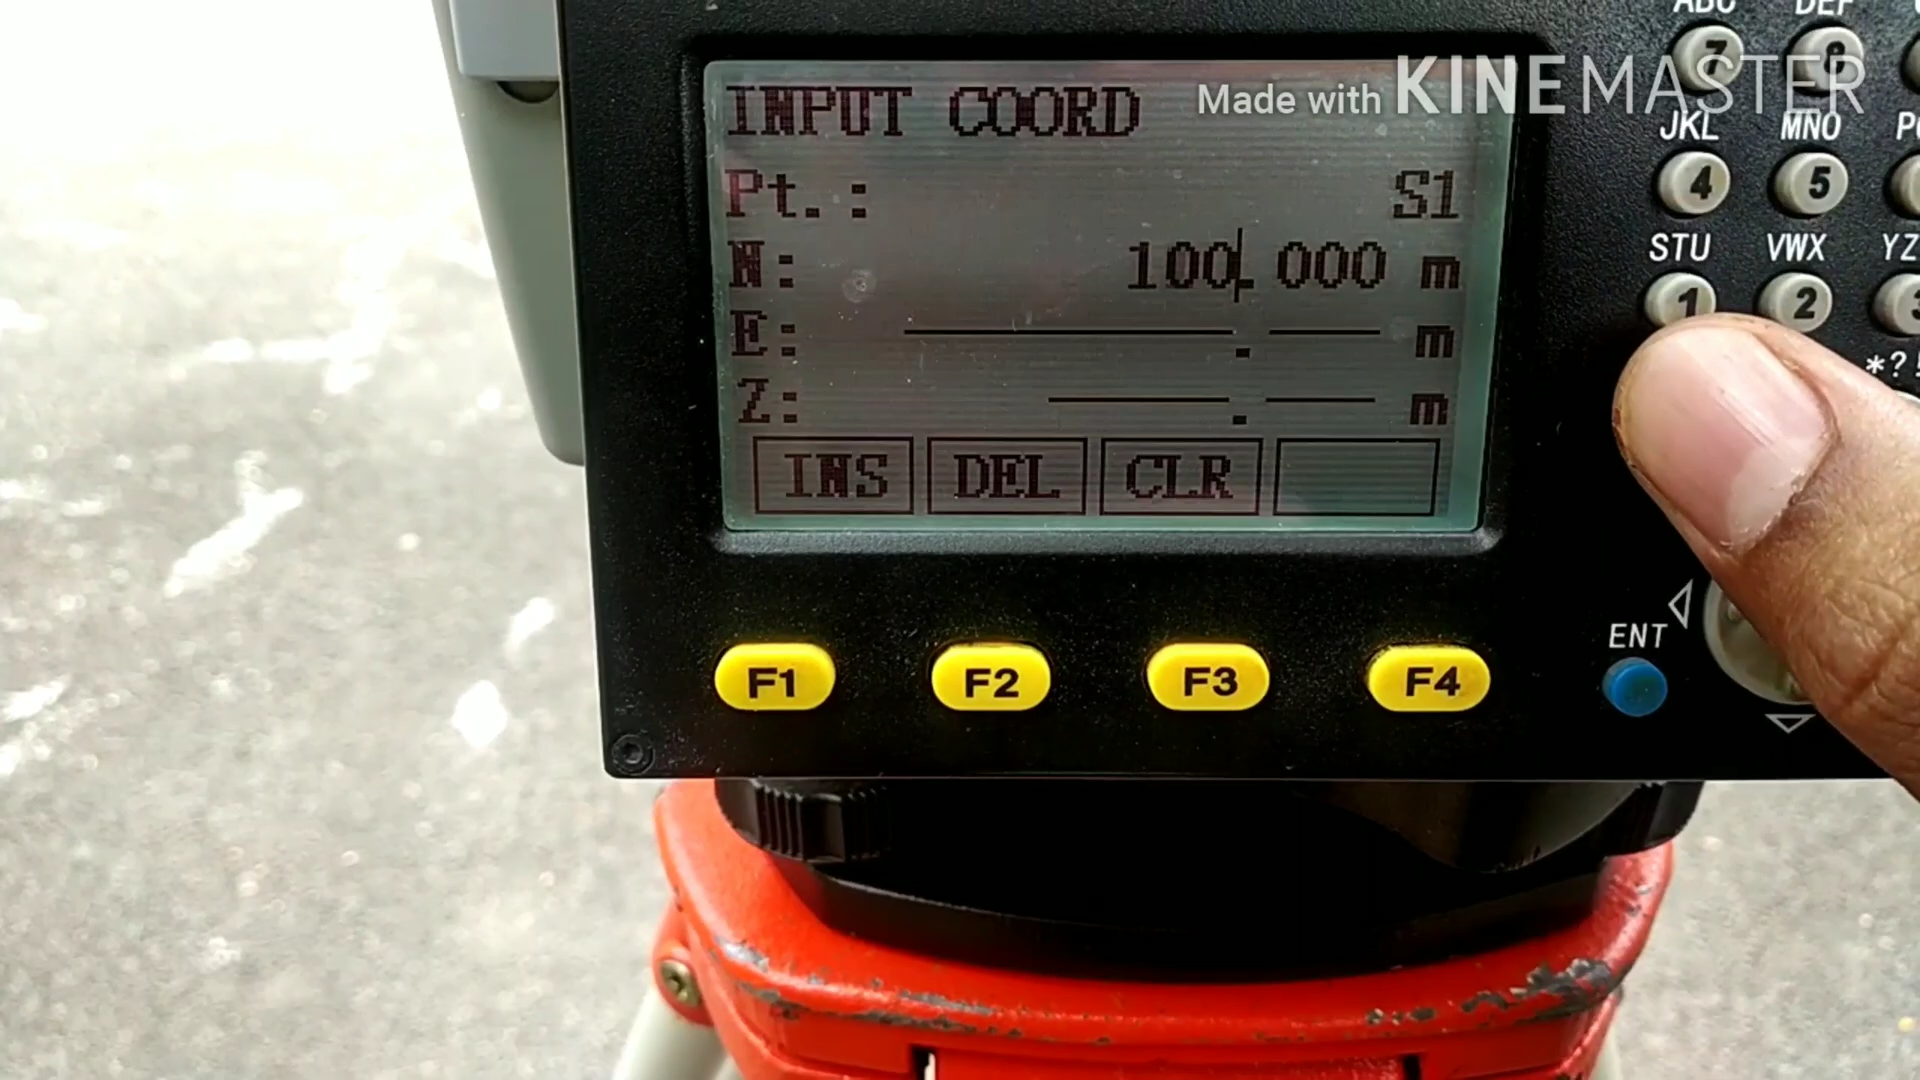 INPUT COORD
Made with KINEMASTER
Pt.: S1
N: 100.000 m
E: . m
Z: . m
INS DEL CLR
F1 F2 F3 F4
ABC DEF
7 8
JKL MNO
4 5
STU VWX YZ
1 2 3
*?!
ENT